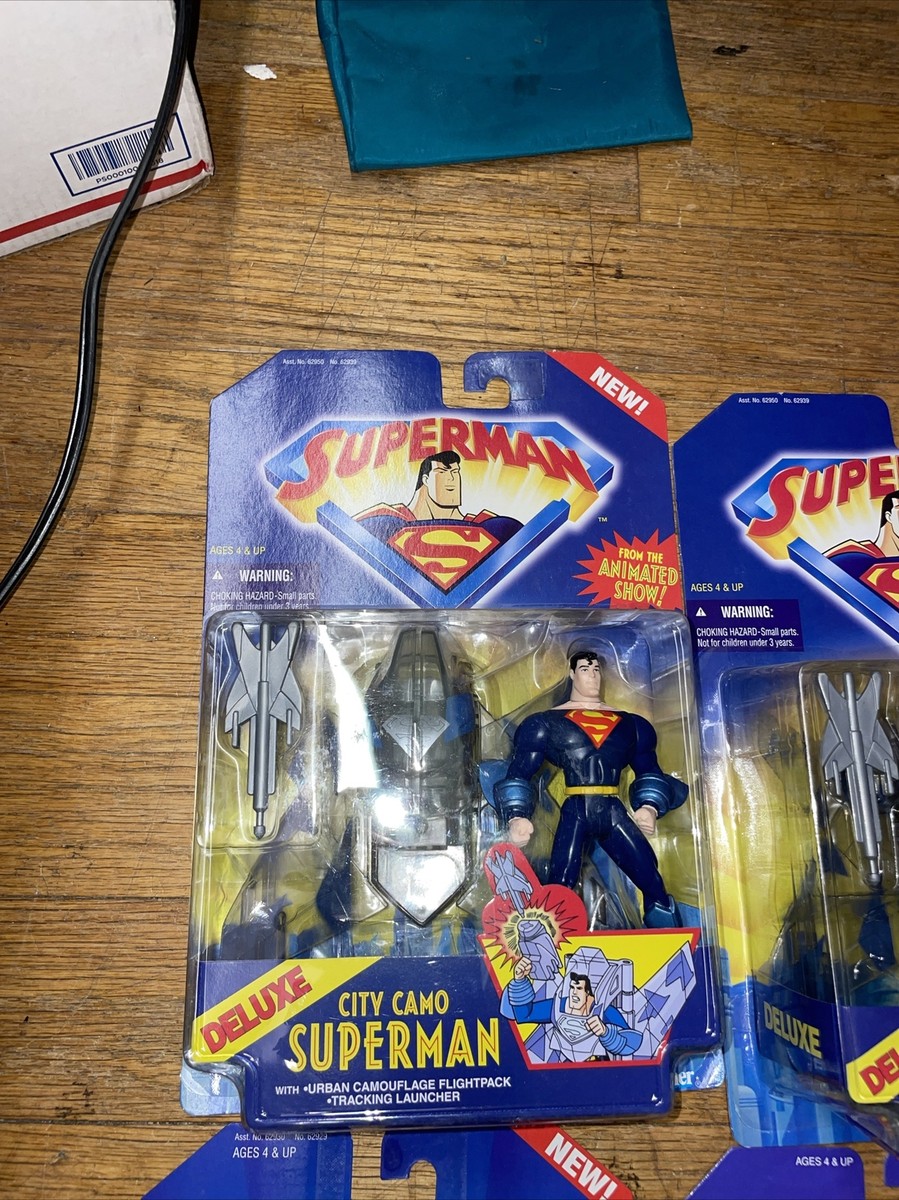 Asst. No. 62950 No. 62939
NEW!
SUPERMAN
™
AGES 4 & UP
WARNING:
CHOKING HAZARD-Small parts.
Not for children under 3 years.
FROM THE
ANIMATED
SHOW!
S
S
DELUXE
CITY CAMO
SUPERMAN
WITH •URBAN CAMOUFLAGE FLIGHTPACK
•TRACKING LAUNCHER
Asst. No. 62950 No. 62939
SUPE
AGES 4 & UP
WARNING:
CHOKING HAZARD-Small parts.
Not for children under 3 years.
DELUXE
DEL
ner
AGES 4 & UP
NEW!
AGES 4 & UP